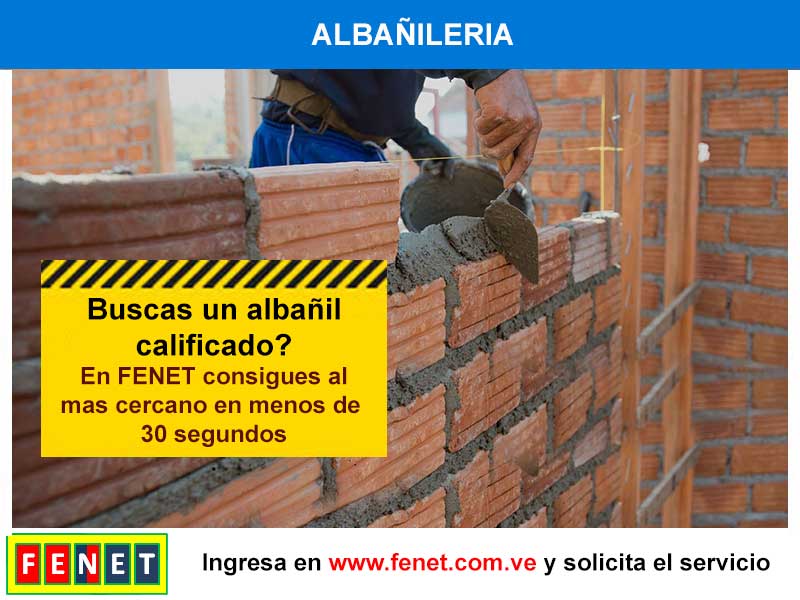 ALBAÑILERIA
Buscas un albañil
calificado?
En FENET consigues al
mas cercano en menos de
30 segundos
FENET
Ingresa en www.fenet.com.ve y solicita el servicio